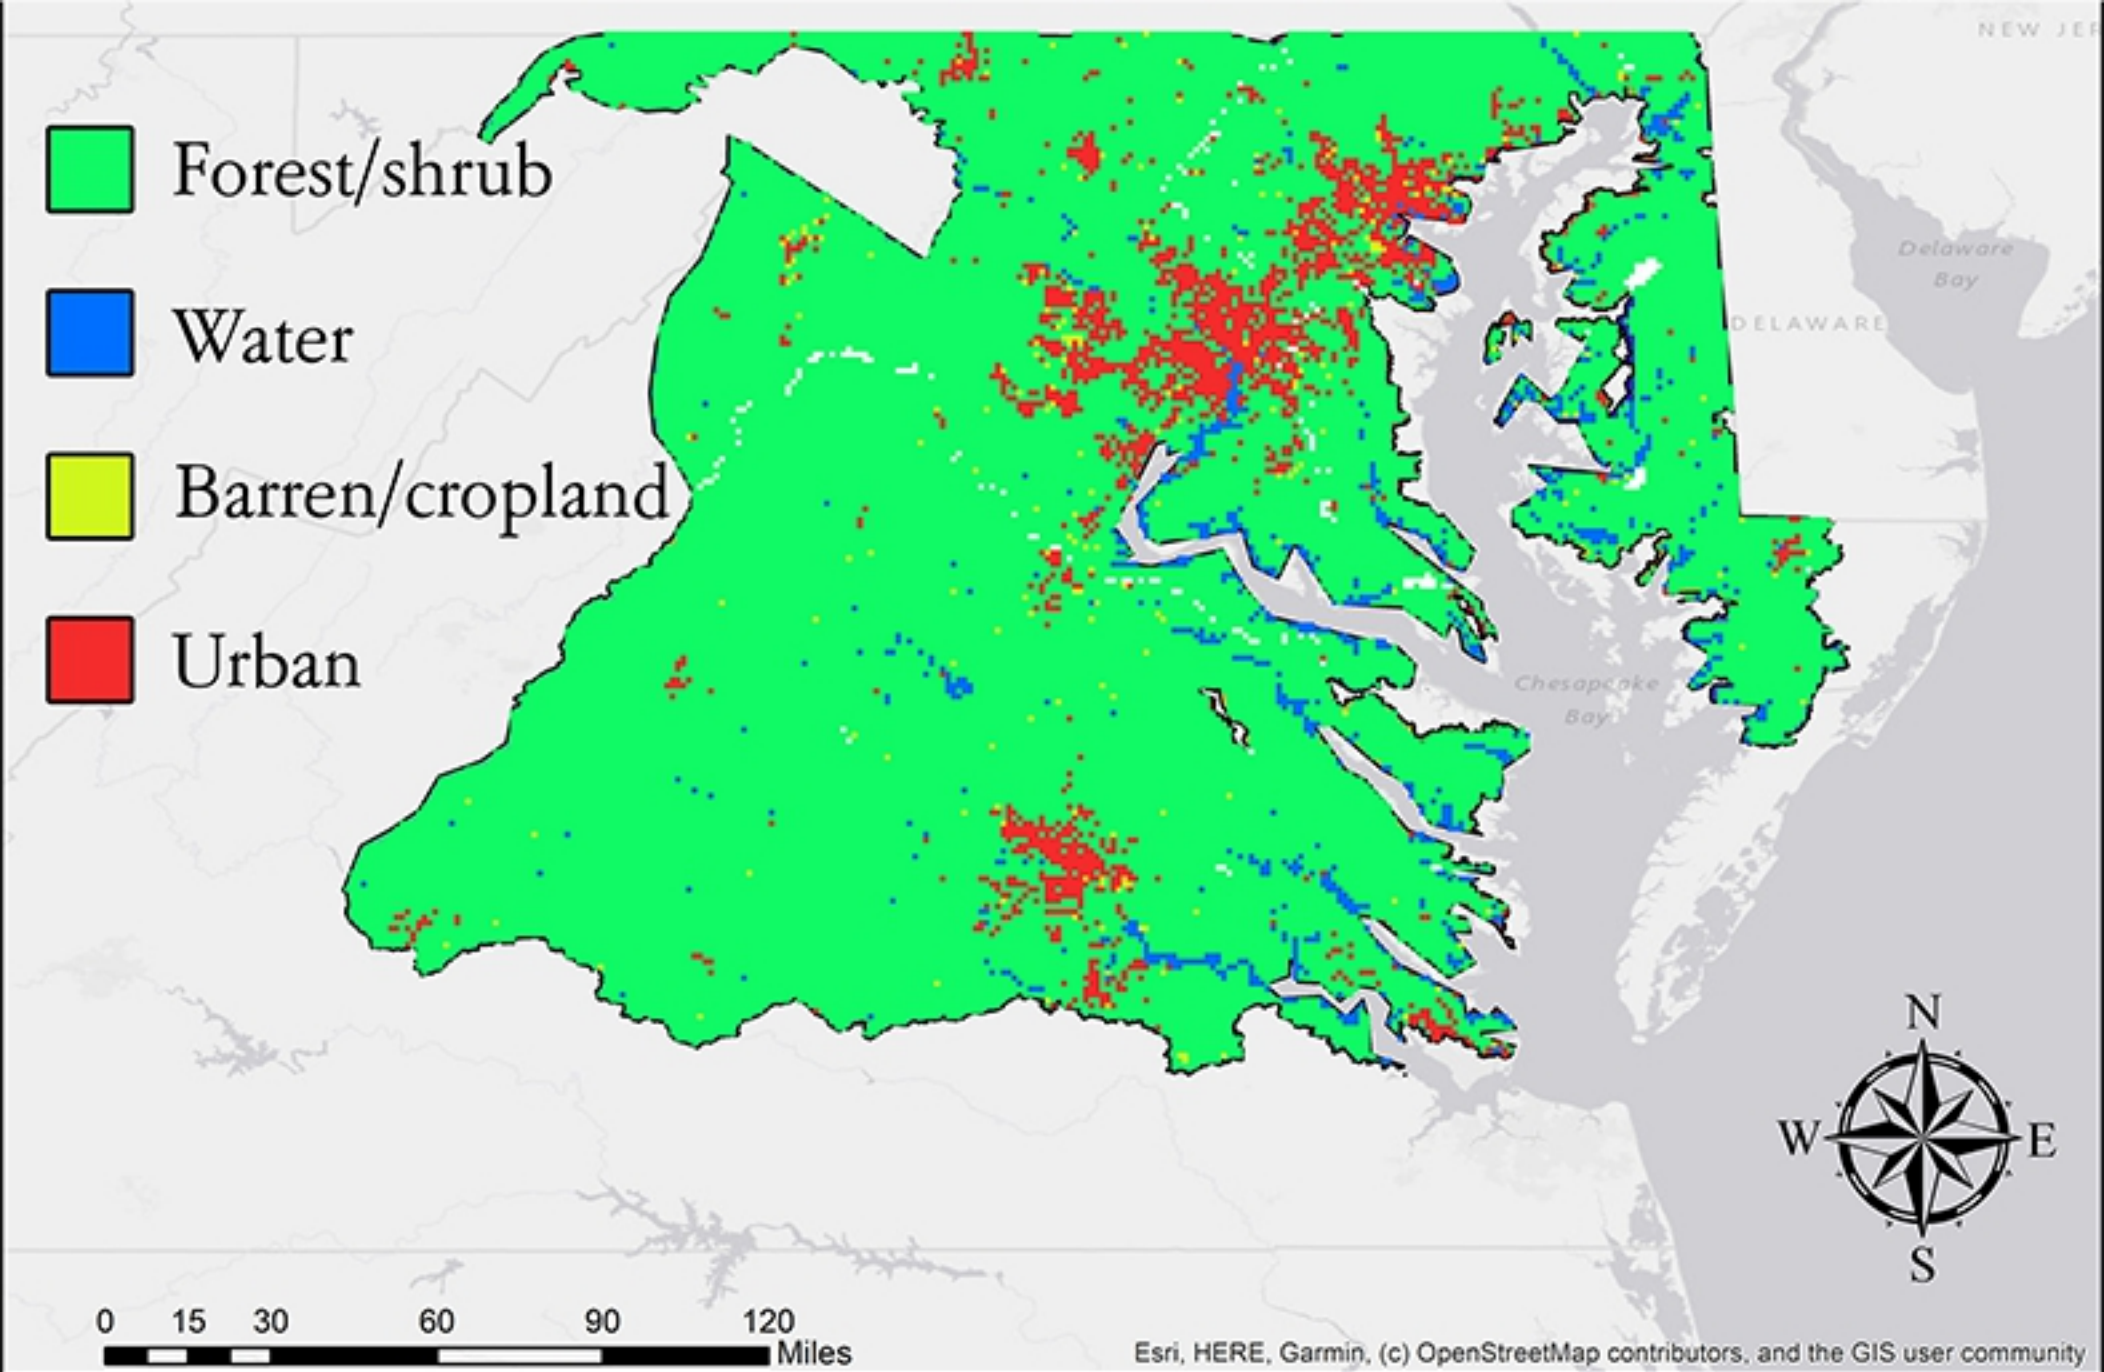 NEW JER
Forest/shrub
Delaware
Bay
Water
DELAWARE
Barren/cropland
Urban
Chesapeake
Bay
N
W
E
S
0 15 30 60 90 120
Miles
Esri, HERE, Garmin, (c) OpenStreetMap contributors, and the GIS user community